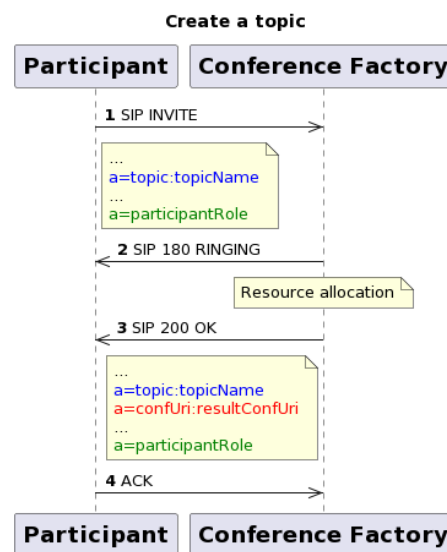 Create a topic
Participant Conference Factory
1 SIP INVITE
...
a=topic:topicName
...
a=participantRole
2 SIP 180 RINGING
Resource allocation
3 SIP 200 OK
...
a=topic:topicName
a=confUri:resultConfUri
...
a=participantRole
4 ACK
Participant Conference Factory